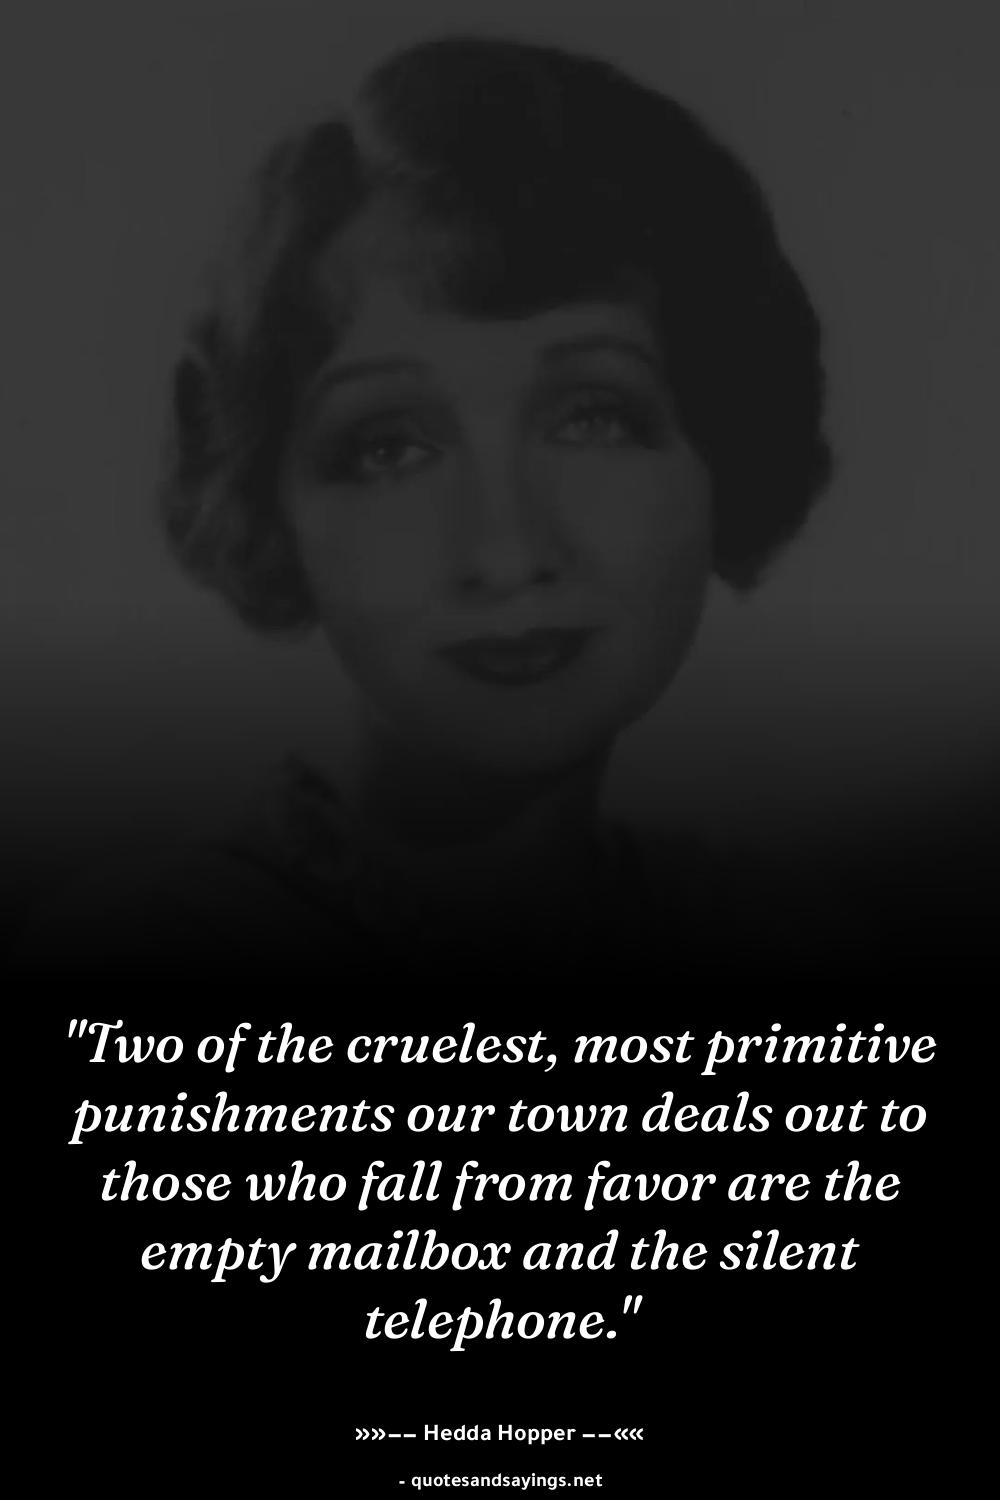 "Two of the cruelest, most primitive
punishments our town deals out to
those who fall from favor are the
empty mailbox and the silent
telephone."
»»–– Hedda Hopper ––««
- quotesandsayings.net